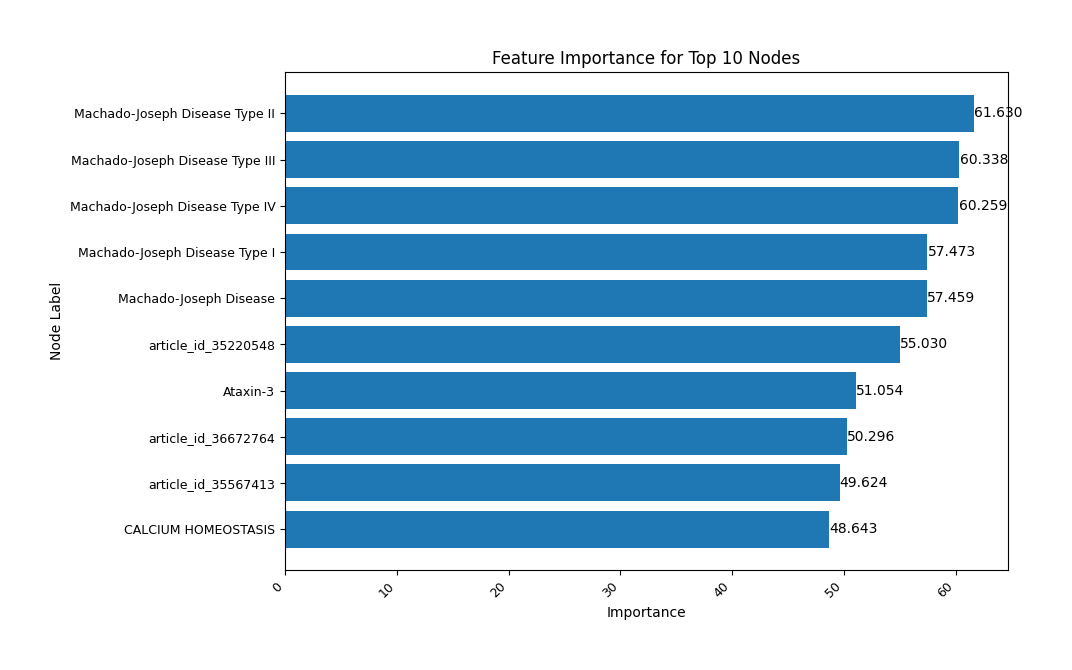 Feature Importance for Top 10 Nodes
Machado-Joseph Disease Type II 61.630
Machado-Joseph Disease Type III 60.338
Machado-Joseph Disease Type IV 60.259
Machado-Joseph Disease Type I 57.473
Machado-Joseph Disease 57.459
article_id_35220548 55.030
Ataxin-3 51.054
article_id_36672764 50.296
article_id_35567413 49.624
CALCIUM HOMEOSTASIS 48.643
Node Label
0 10 20 30 40 50 60
Importance